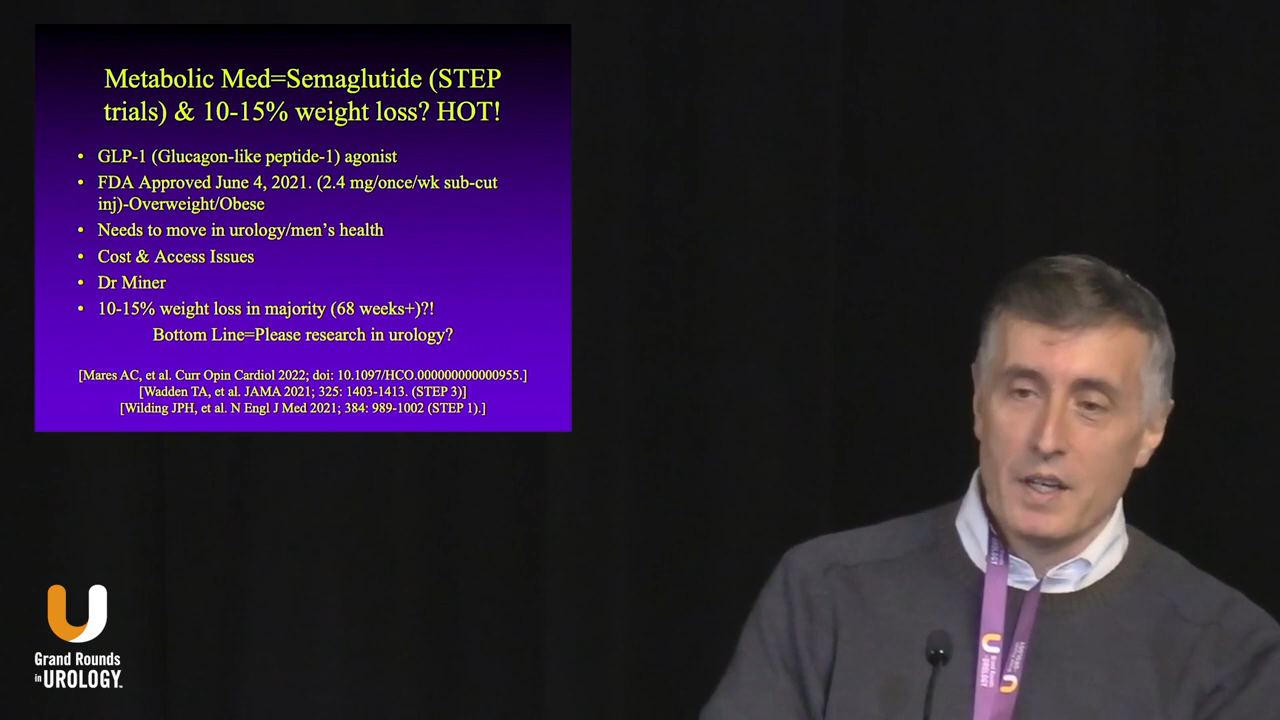 Metabolic Med=Semaglutide (STEP
trials) & 10-15% weight loss? HOT!
• GLP-1 (Glucagon-like peptide-1) agonist
• FDA Approved June 4, 2021. (2.4 mg/once/wk sub-cut
inj)-Overweight/Obese
• Needs to move in urology/men’s health
• Cost & Access Issues
• Dr Miner
• 10-15% weight loss in majority (68 weeks+)?!
Bottom Line=Please research in urology?
[Mares AC, et al. Curr Opin Cardiol 2022; doi: 10.1097/HCO.000000000000955.]
[Wadden TA, et al. JAMA 2021; 325: 1403-1413. (STEP 3)]
[Wilding JPH, et al. N Engl J Med 2021; 384: 989-1002 (STEP 1).]
Grand Rounds
in UROLOGY™
Grand Rounds
in UROLOGY